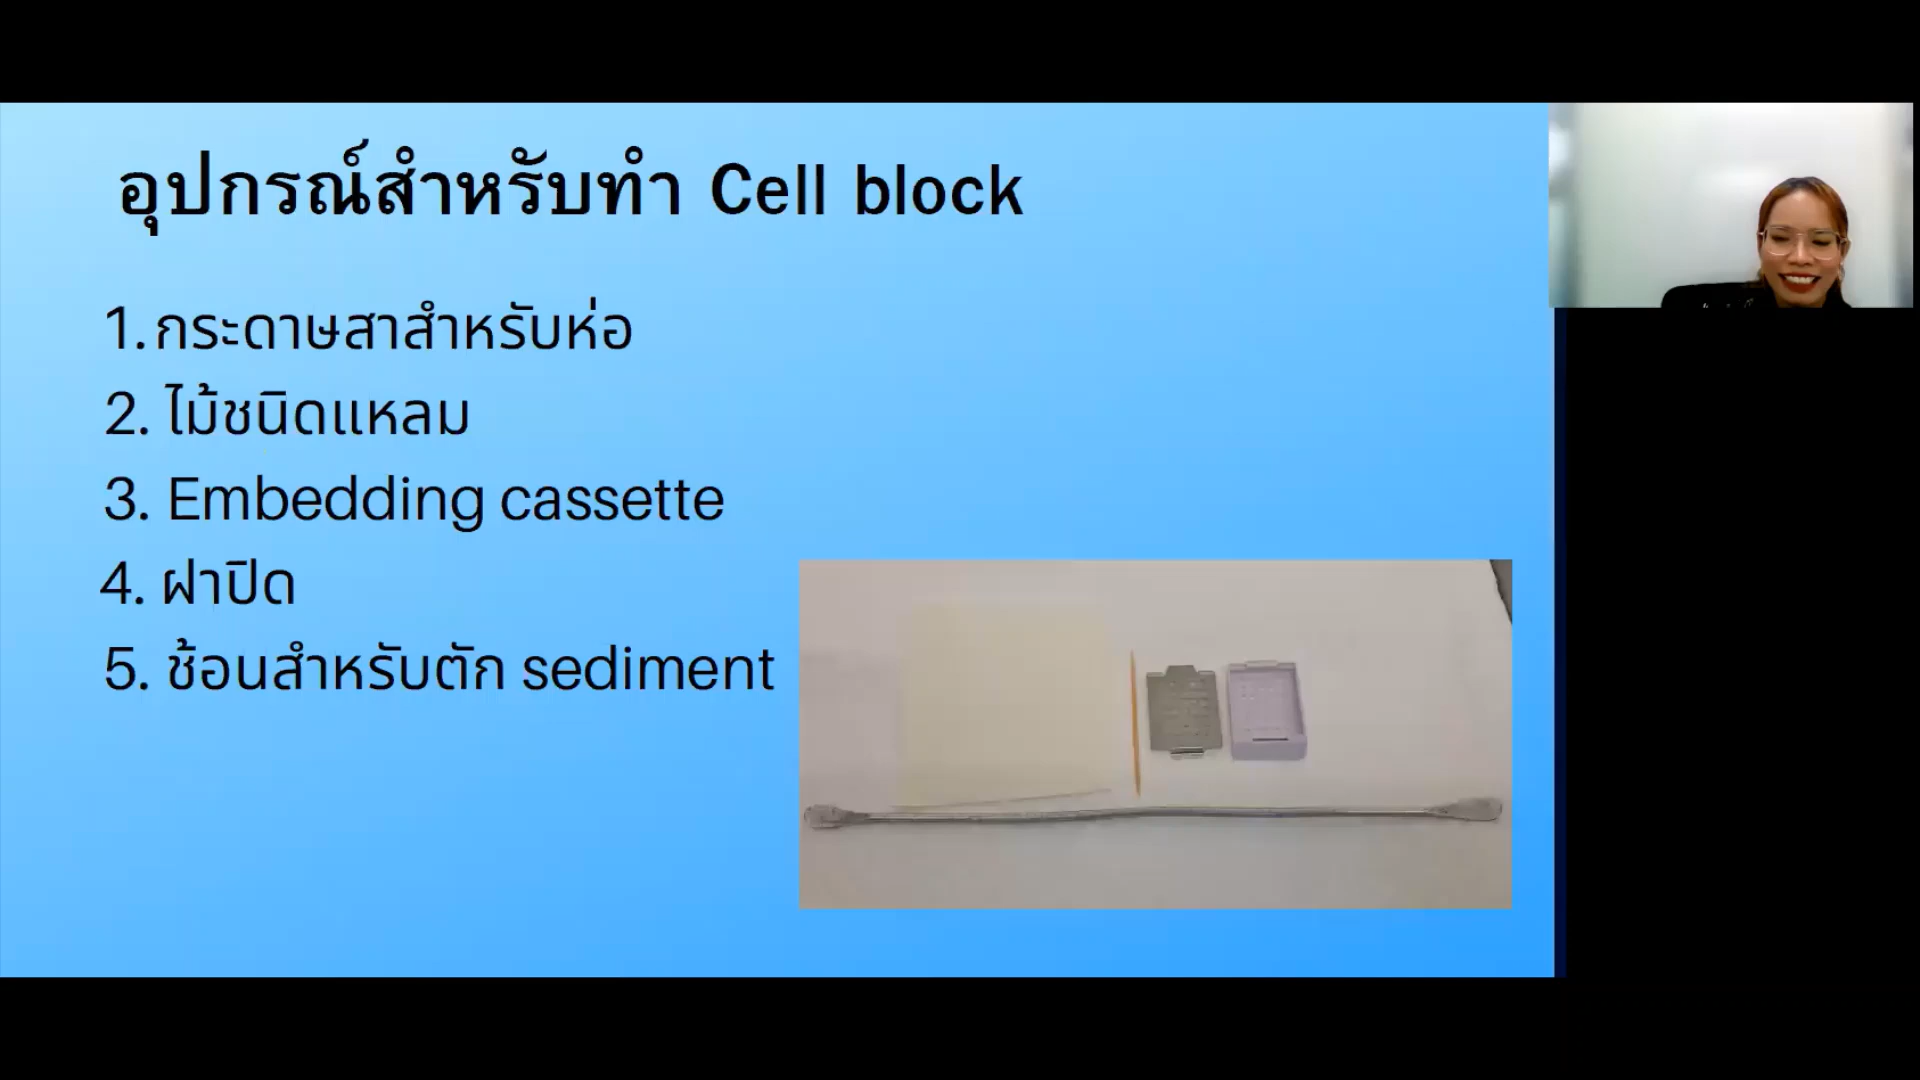 อุปกรณ์สำหรับทำ Cell block
1. กระดาษสาสำหรับห่อ
2. ไม้ชนิดแหลม
3. Embedding cassette
4. ฝาปิด
5. ช้อนสำหรับตัก sediment